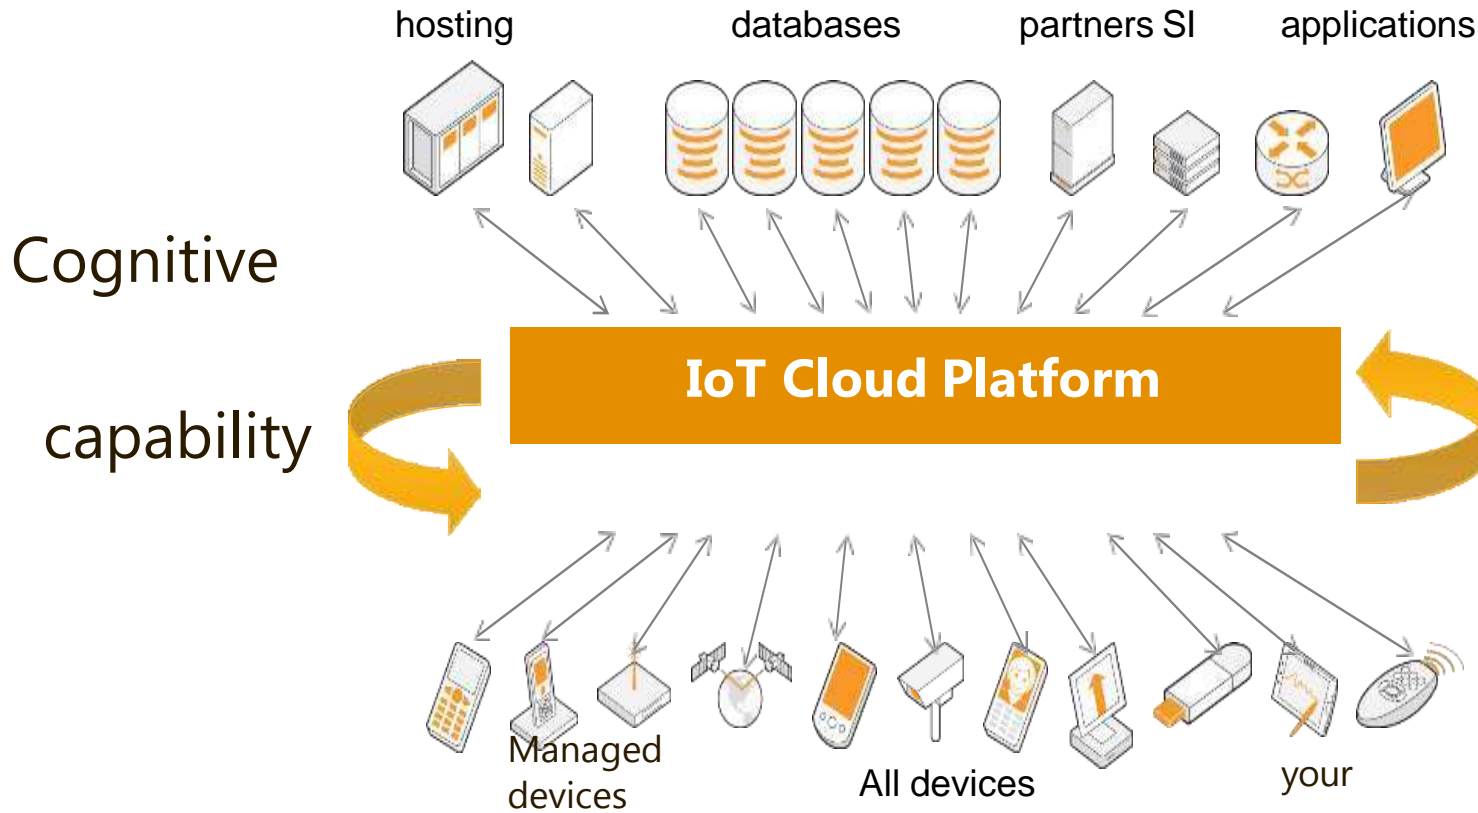 hosting databases partners SI applications
Cognitive
IoT Cloud Platform
capability
Managed
devices
All devices
your